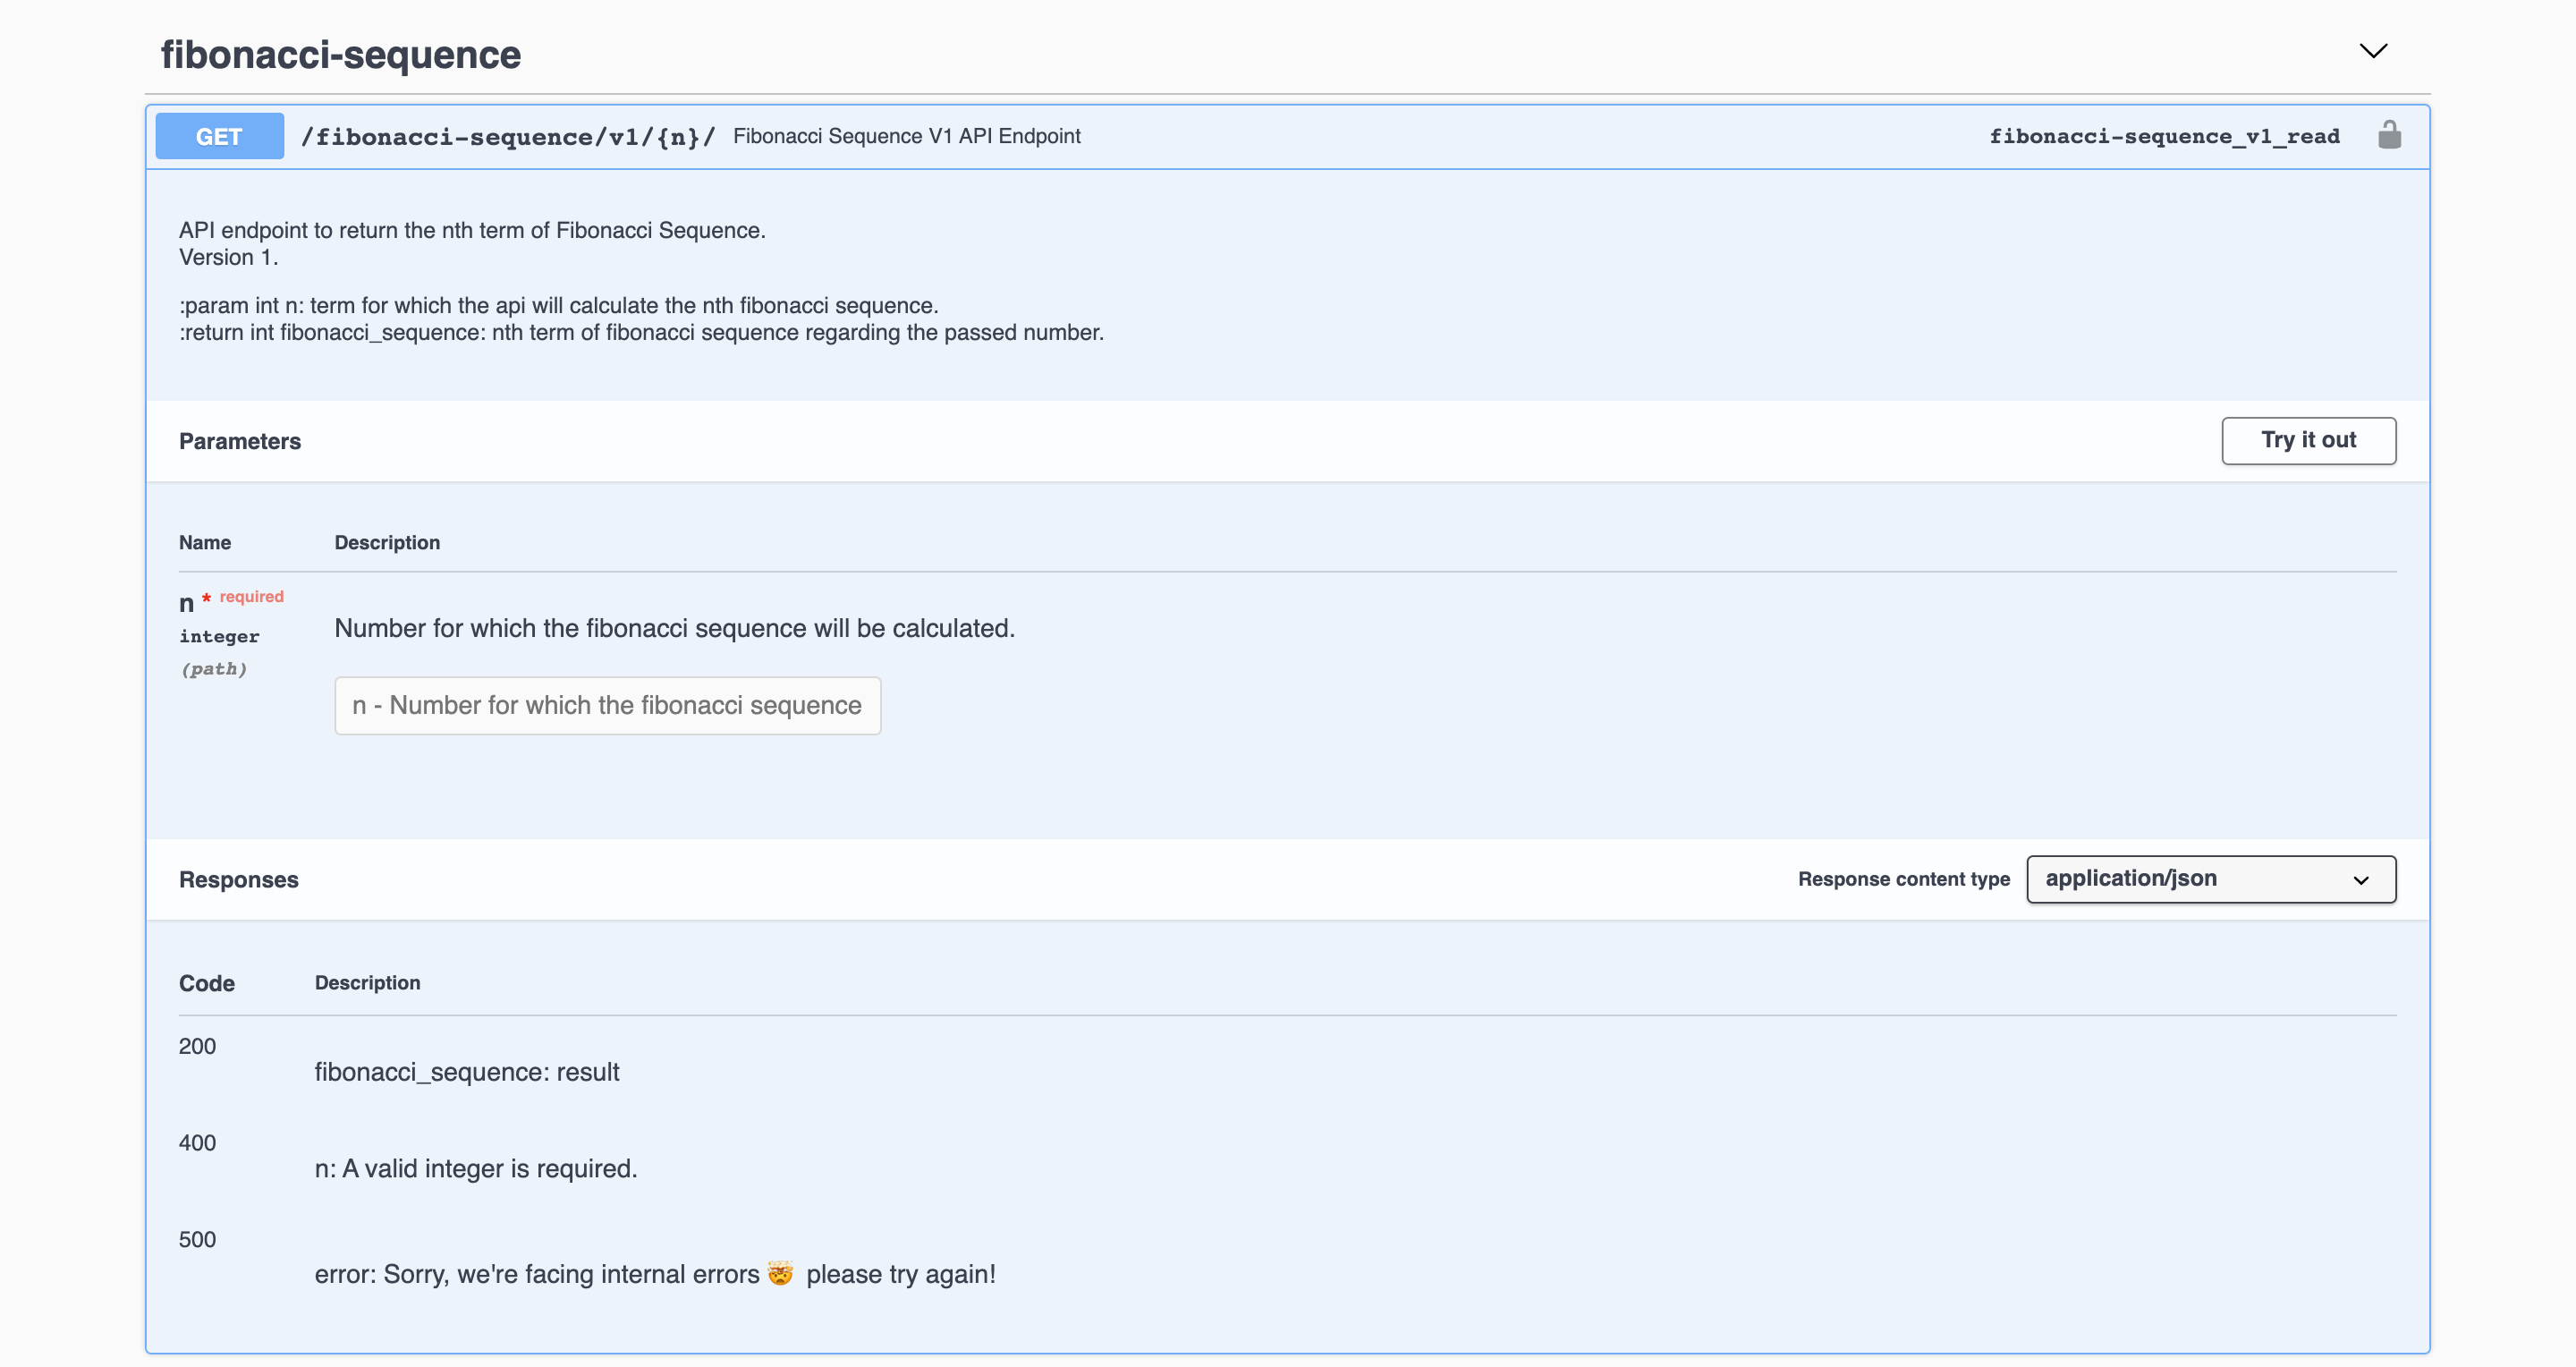 fibonacci-sequence
GET /fibonacci-sequence/v1/{n}/ Fibonacci Sequence V1 API Endpoint fibonacci-sequence_v1_read
API endpoint to return the nth term of Fibonacci Sequence.
Version 1.
:param int n: term for which the api will calculate the nth fibonacci sequence.
:return int fibonacci_sequence: nth term of fibonacci sequence regarding the passed number.
Parameters Try it out
Name Description
n * required
integer
(path)
Number for which the fibonacci sequence will be calculated.
n - Number for which the fibonacci sequence
Responses Response content type application/json
Code Description
200
fibonacci_sequence: result
400
n: A valid integer is required.
500
error: Sorry, we're facing internal errors 🤯 please try again!